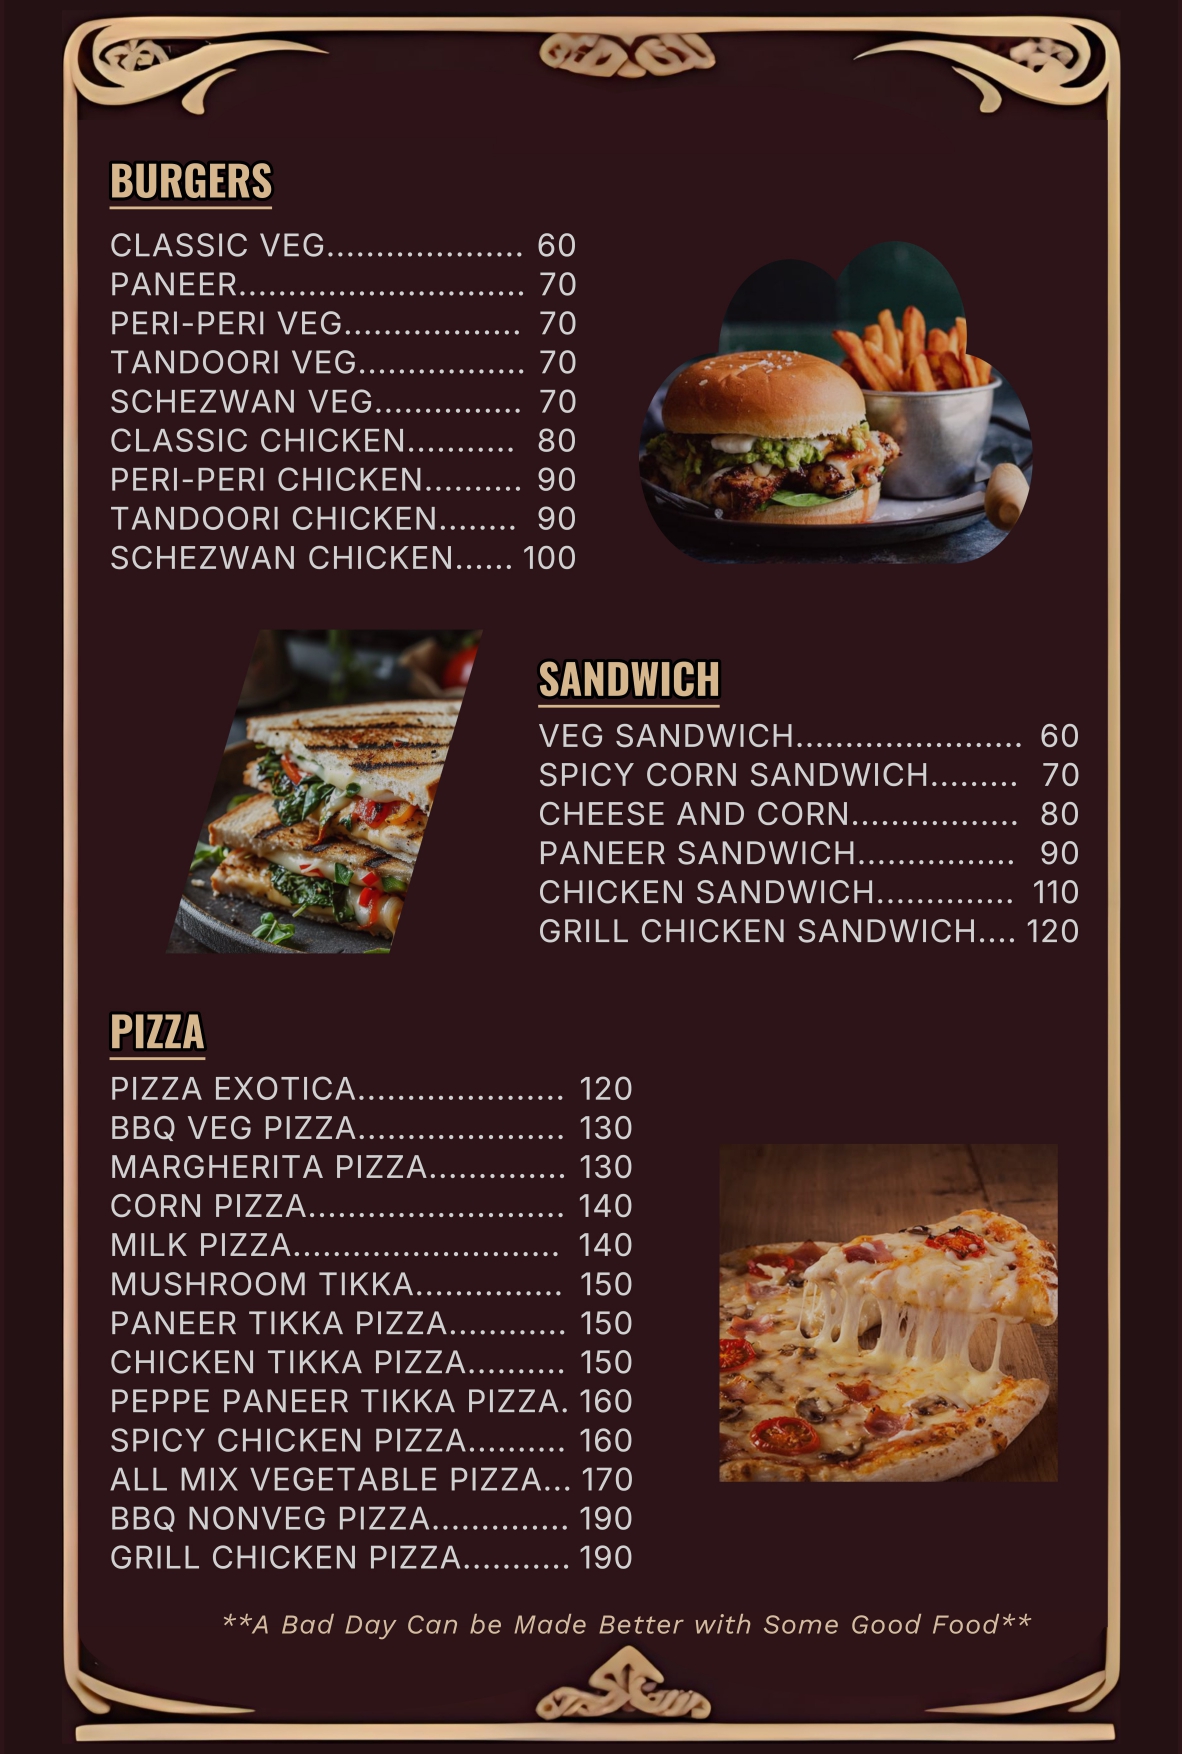 BURGERS
CLASSIC VEG.................... 60
PANEER............................. 70
PERI-PERI VEG.................. 70
TANDOORI VEG................. 70
SCHEZWAN VEG............... 70
CLASSIC CHICKEN........... 80
PERI-PERI CHICKEN.......... 90
TANDOORI CHICKEN........ 90
SCHEZWAN CHICKEN...... 100
SANDWICH
VEG SANDWICH....................... 60
SPICY CORN SANDWICH......... 70
CHEESE AND CORN................. 80
PANEER SANDWICH................ 90
CHICKEN SANDWICH.............. 110
GRILL CHICKEN SANDWICH.... 120
PIZZA
PIZZA EXOTICA..................... 120
BBQ VEG PIZZA..................... 130
MARGHERITA PIZZA.............. 130
CORN PIZZA.......................... 140
MILK PIZZA........................... 140
MUSHROOM TIKKA............... 150
PANEER TIKKA PIZZA............ 150
CHICKEN TIKKA PIZZA.......... 150
PEPPE PANEER TIKKA PIZZA. 160
SPICY CHICKEN PIZZA.......... 160
ALL MIX VEGETABLE PIZZA... 170
BBQ NONVEG PIZZA.............. 190
GRILL CHICKEN PIZZA........... 190
**A Bad Day Can be Made Better with Some Good Food**